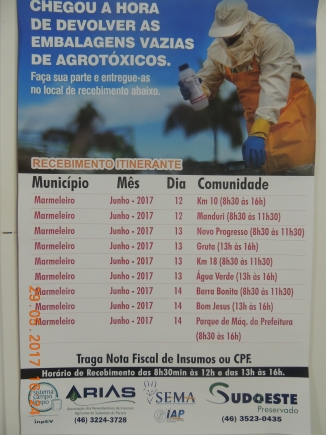 CHEGOU A HORA
DE DEVOLVER AS
EMBALAGENS VAZIAS
DE AGROTÓXICOS.
Faça sua parte e entregue-as
no local de recebimento abaixo.
RECEBIMENTO ITINERANTE
Município Mês Dia Comunidade
Marmeleiro Junho - 2017 12 Km 10 (8h30 às 16h)
Marmeleiro Junho - 2017 12 Manduri (8h30 às 11h30)
Marmeleiro Junho - 2017 13 Novo Progresso (8h30 às 11h30)
Marmeleiro Junho - 2017 13 Gruta (13h às 16h)
Marmeleiro Junho - 2017 13 Km 18 (8h30 às 11h30)
Marmeleiro Junho - 2017 13 Água Verde (13h às 16h)
Marmeleiro Junho - 2017 14 Barra Bonita (8h30 às 11h30)
Marmeleiro Junho - 2017 14 Bom Jesus (13h às 16h)
Marmeleiro Junho - 2017 14 Parque de Máq. da Prefeitura
(8h30 às 16h)
Traga Nota Fiscal de Insumos ou CPF.
Horário de Recebimento das 8h30min às 12h e das 13h às 16h.
Sistema
Campo
Limpo
inpEV
ARIAS
(46) 3224-3728
SEMA
IAP
SUDOESTE
Preservado
(46) 3523-0435